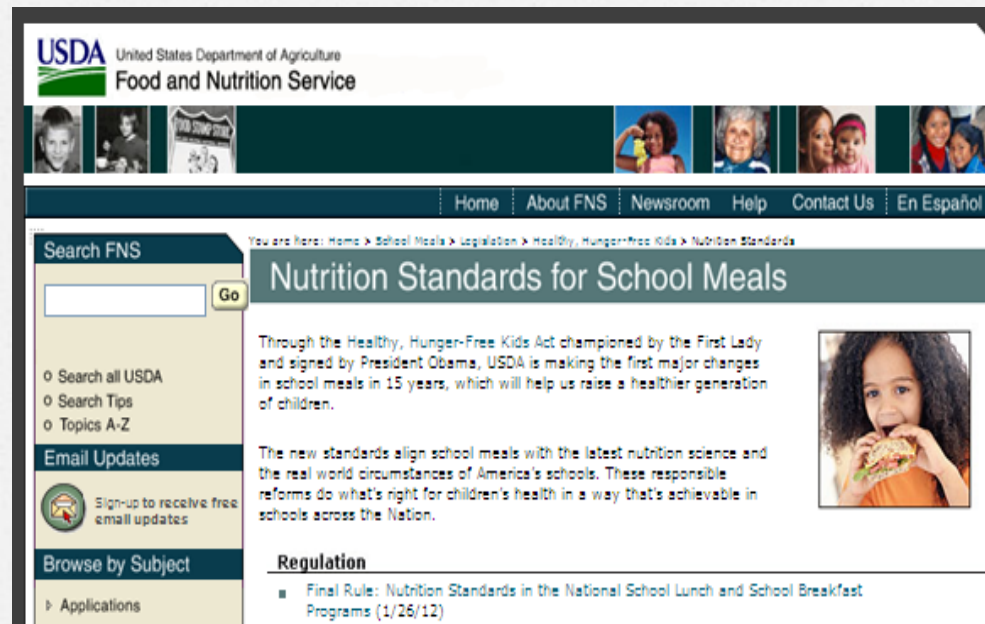 USDA United States Department of Agriculture
Food and Nutrition Service
FOOD STAMP STORE
Home About FNS Newsroom Help Contact Us En Español
Search FNS
Go
You are here: Home > School Meals > Legislation > Healthy, Hunger-Free Kids > Nutrition Standards
Nutrition Standards for School Meals
Through the Healthy, Hunger-Free Kids Act championed by the First Lady
and signed by President Obama, USDA is making the first major changes
in school meals in 15 years, which will help us raise a healthier generation
of children.
Search all USDA
Search Tips
Topics A-Z
The new standards align school meals with the latest nutrition science and
the real world circumstances of America's schools. These responsible
reforms do what's right for children's health in a way that's achievable in
schools across the Nation.
Email Updates
Sign-up to receive free
email updates
Browse by Subject
Applications
Regulation
Final Rule: Nutrition Standards in the National School Lunch and School Breakfast
Programs (1/26/12)